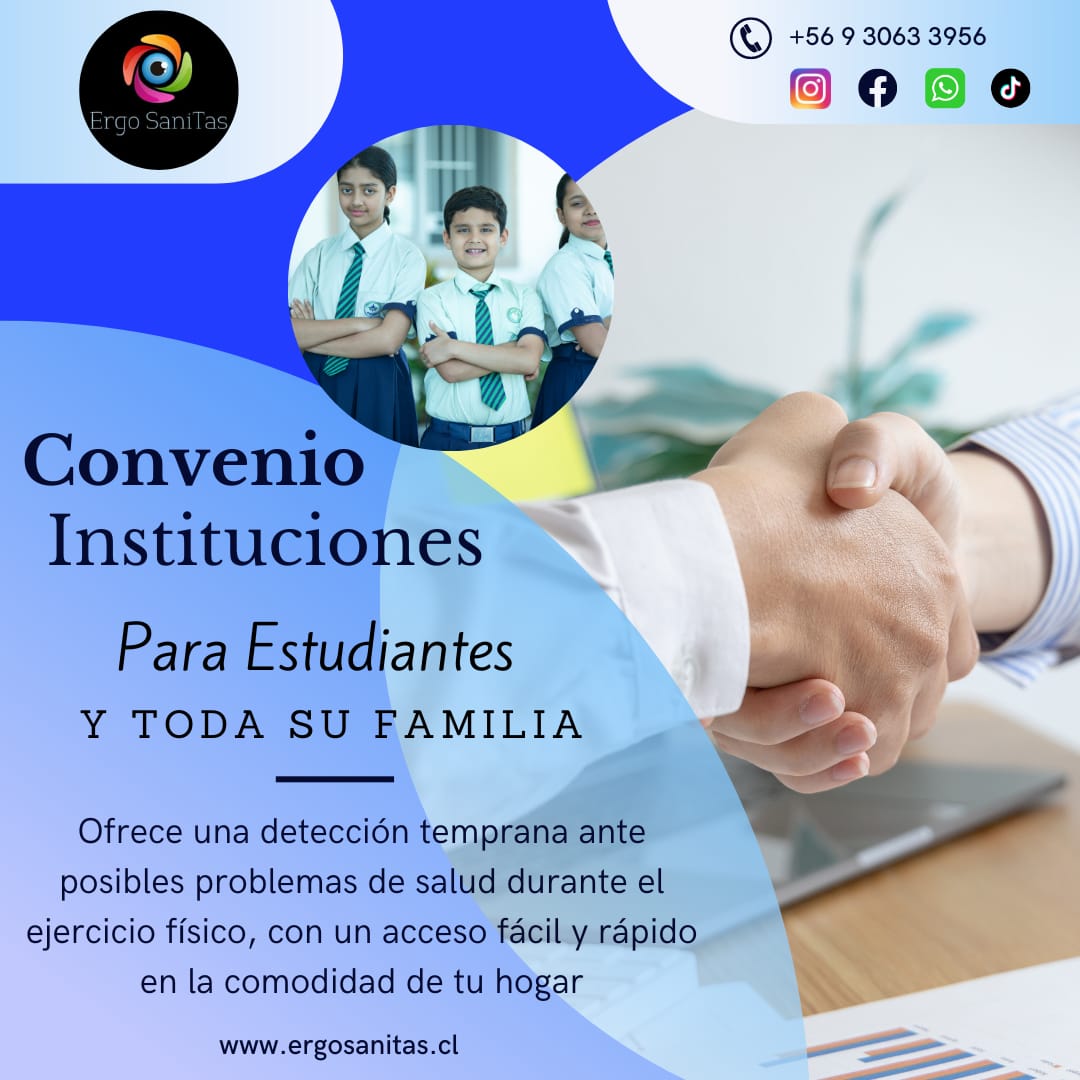 Ergo SaniTas
+56 9 3063 3956
Convenio
Instituciones
Para Estudiantes
Y TODA SU FAMILIA
Ofrece una detección temprana ante
posibles problemas de salud durante el
ejercicio físico, con un acceso fácil y rápido
en la comodidad de tu hogar
www.ergosanitas.cl